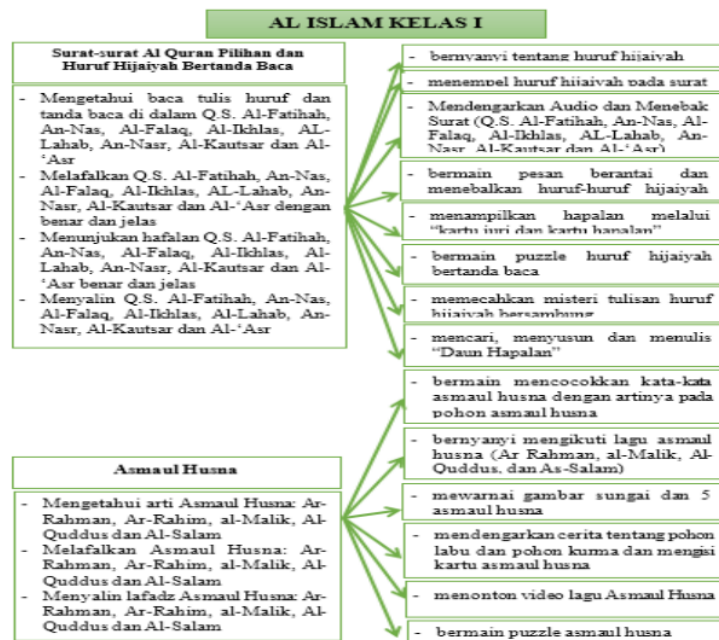 AL ISLAM KELAS I
Surat-surat Al Quran Pilihan dan
Huruf Hijaiyah Bertanda Baca
- Mengetahui baca tulis huruf dan
tanda baca di dalam Q.S. Al-Fatihah,
An-Nas, Al-Falaq, Al-Ikhlas, AL-
Lahab, An-Nasr, Al-Kautsar dan Al-
‘Asr
- Melafalkan Q.S. Al-Fatihah, An-Nas,
Al-Falaq, Al-Ikhlas, AL-Lahab, An-
Nasr, Al-Kautsar dan Al-‘Asr dengan
benar dan jelas
- Menunjukan hafalan Q.S. Al-Fatihah,
An-Nas, Al-Falaq, Al-Ikhlas, Al-
Lahab, An-Nasr, Al-Kautsar dan Al-
‘Asr benar dan jelas
- Menyalin Q.S. Al-Fatihah, An-Nas,
Al-Falaq, Al-Ikhlas, Al-Lahab, An-
Nasr, Al-Kautsar dan Al-‘Asr
- bernyanyi tentang huruf hijaiyah
- menempel huruf hijaiyah pada surat
- Mendengarkan Audio dan Menebak
Surat (Q.S. Al-Fatihah, An-Nas, Al-
Falaq, Al-Ikhlas, AL-Lahab, An-
Nasr, Al-Kautsar dan Al-‘Asr)
- bermain pesan berantai dan
menebalkan huruf-huruf hijaiyah
- menampilkan hapalan melalui
“kartu juri dan kartu hapalan”
- bermain puzzle huruf hijaiyah
bertanda baca
- memecahkan misteri tulisan huruf
hijaiyah bersambung
- mencari, menyusun dan menulis
“Daun Hapalan”
Asmaul Husna
- Mengetahui arti Asmaul Husna: Ar-
Rahman, Ar-Rahim, al-Malik, Al-
Quddus dan Al-Salam
- Melafalkan Asmaul Husna: Ar-
Rahman, Ar-Rahim, al-Malik, Al-
Quddus dan Al-Salam
- Menyalin lafadz Asmaul Husna: Ar-
Rahman, Ar-Rahim, al-Malik, Al-
Quddus dan Al-Salam
- bermain mencocokkan kata-kata
asmaul husna dengan artinya pada
pohon asmaul husna
- bernyanyi mengikuti lagu asmaul
husna (Ar Rahman, al-Malik, Al-
Quddus, dan As-Salam)
- mewarnai gambar sungai dan 5
asmaul husna
- mendengarkan cerita tentang pohon
labu dan pohon kurma dan mengisi
kartu asmaul husna
- menonton video lagu Asmaul Husna
- bermain puzzle asmaul husna